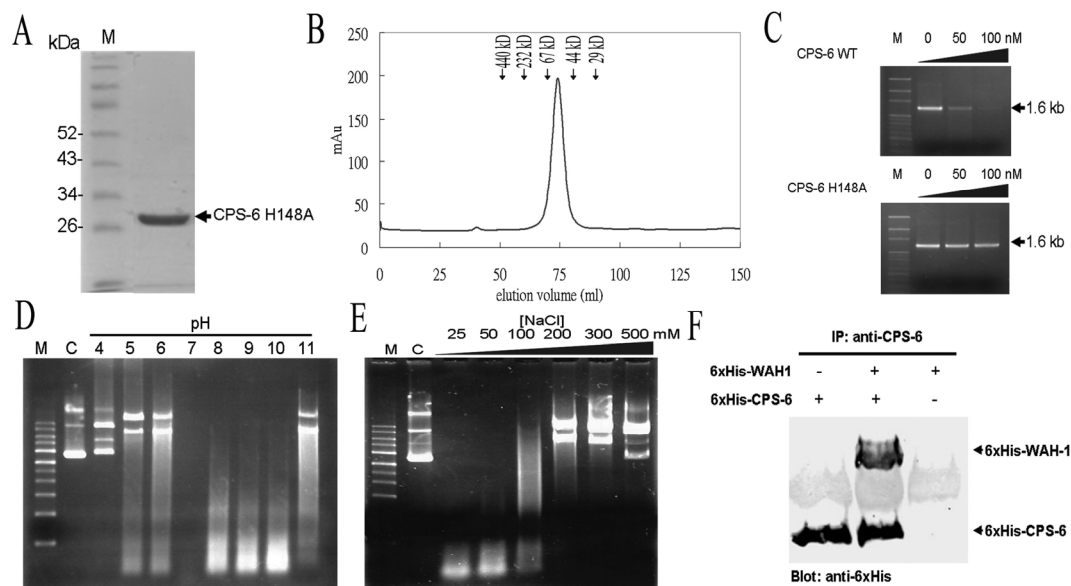 A
kDa M
52-
43-
34-
26-
CPS-6 H148A
B
250
200
150
100
50
0
mAu
440 kD
232 kD
67 kD
44 kD
29 kD
0 25 50 75 100 125 150
elution volume (ml)
C
M 0 50 100 nM
CPS-6 WT
1.6 kb
M 0 50 100 nM
CPS-6 H148A
1.6 kb
D
pH
M C 4 5 6 7 8 9 10 11
E
[NaCl]
25 50 100 200 300 500 mM
M C
F
IP: anti-CPS-6
6xHis-WAH1 - + +
6xHis-CPS-6 + + -
6xHis-WAH-1
6xHis-CPS-6
Blot: anti-6xHis